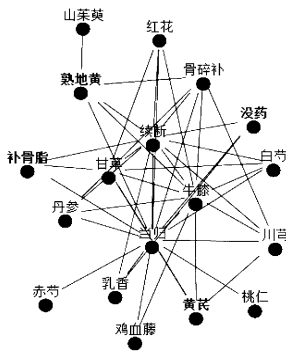 山茱萸
红花
熟地黄
骨碎补
没药
续断
补骨脂
甘草
白芍
牛膝
丹参
当归
川芎
乳香
赤芍
黄芪
桃仁
鸡血藤